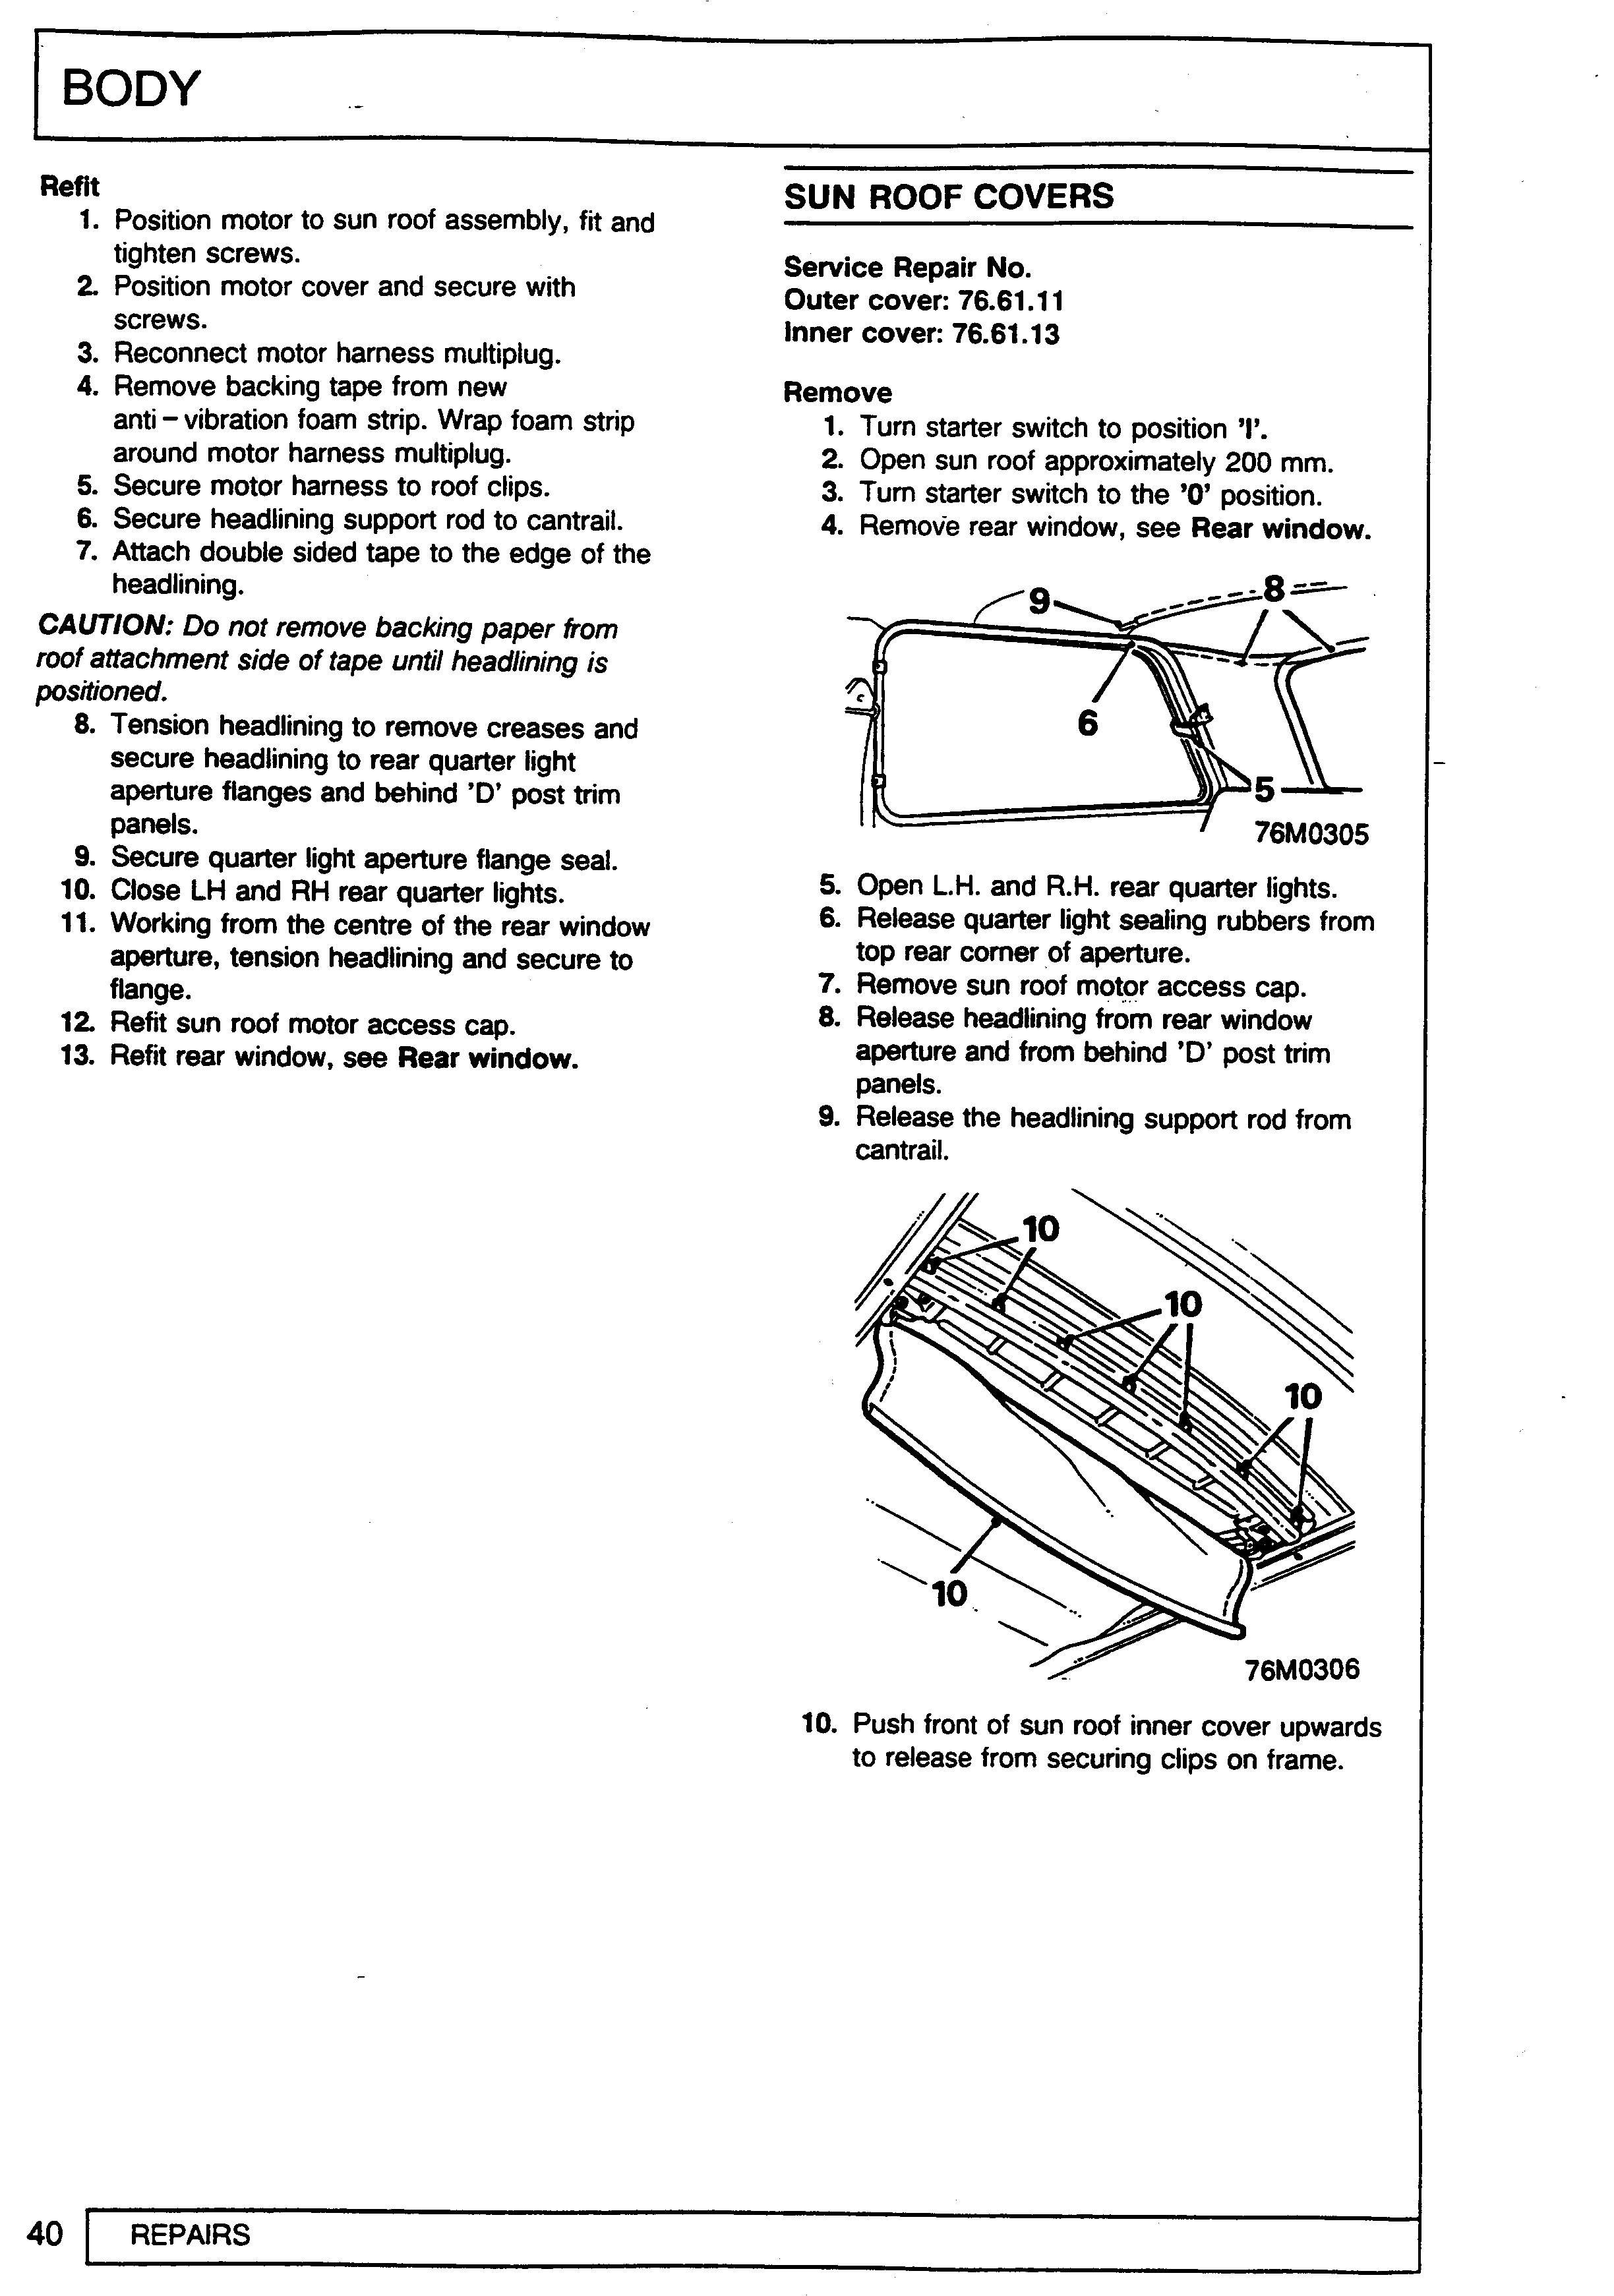 BODY
Refit
1. Position motor to sun roof assembly, fit and
tighten screws.
2. Position motor cover and secure with
screws.
3. Reconnect motor harness multiplug.
4. Remove backing tape from new
anti – vibration foam strip. Wrap foam strip
around motor harness multiplug.
5. Secure motor harness to roof clips.
6. Secure headlining support rod to cantrail.
7. Attach double sided tape to the edge of the
headlining.
CAUTION: Do not remove backing paper from
roof attachment side of tape until headlining is
positioned.
8. Tension headlining to remove creases and
secure headlining to rear quarter light
aperture flanges and behind 'D' post trim
panels.
9. Secure quarter light aperture flange seal.
10. Close LH and RH rear quarter lights.
11. Working from the centre of the rear window
aperture, tension headlining and secure to
flange.
12. Refit sun roof motor access cap.
13. Refit rear window, see Rear window.
SUN ROOF COVERS
Service Repair No.
Outer cover: 76.61.11
Inner cover: 76.61.13
Remove
1. Turn starter switch to position 'I'.
2. Open sun roof approximately 200 mm.
3. Turn starter switch to the '0' position.
4. Remove rear window, see Rear window.
9
8
6
5
76M0305
5. Open L.H. and R.H. rear quarter lights.
6. Release quarter light sealing rubbers from
top rear corner of aperture.
7. Remove sun roof motor access cap.
8. Release headlining from rear window
aperture and from behind 'D' post trim
panels.
9. Release the headlining support rod from
cantrail.
10
10
10
10
76M0306
10. Push front of sun roof inner cover upwards
to release from securing clips on frame.
40
REPAIRS